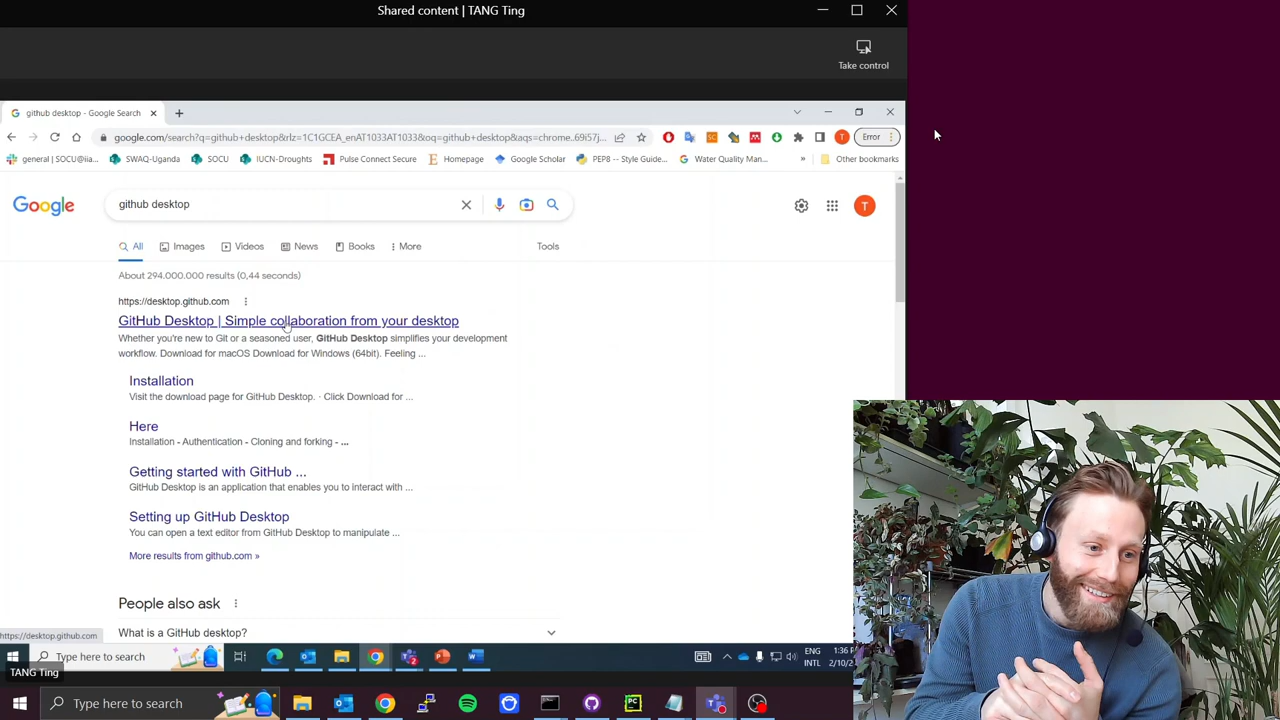 Shared content | TANG Ting
Take control
github desktop - Google Search
google.com/search?q=github+desktop&rlz=1C1GCEA_enAT1033AT1033&oq=github+desktop&aqs=chrome..69i57j...
Error
general | SOCU@iia...
SWAQ-Uganda
SOCU
IUCN-Droughts
Pulse Connect Secure
Homepage
Google Scholar
PEP8 -- Style Guide...
Water Quality Man...
»
Other bookmarks
Google
github desktop
T
All
Images
Videos
News
Books
More
Tools
About 294.000.000 results (0,44 seconds)
https://desktop.github.com
GitHub Desktop | Simple collaboration from your desktop
Whether you're new to Git or a seasoned user, GitHub Desktop simplifies your development
workflow. Download for macOS Download for Windows (64bit). Feeling ...
Installation
Visit the download page for GitHub Desktop. · Click Download for ...
Here
Installation - Authentication - Cloning and forking - ...
Getting started with GitHub ...
GitHub Desktop is an application that enables you to interact with ...
Setting up GitHub Desktop
You can open a text editor from GitHub Desktop to manipulate ...
More results from github.com »
People also ask
What is a GitHub desktop?
https://desktop.github.com
Type here to search
ENG
INTL
1:36 P
2/10/2
TANG Ting
Type here to search